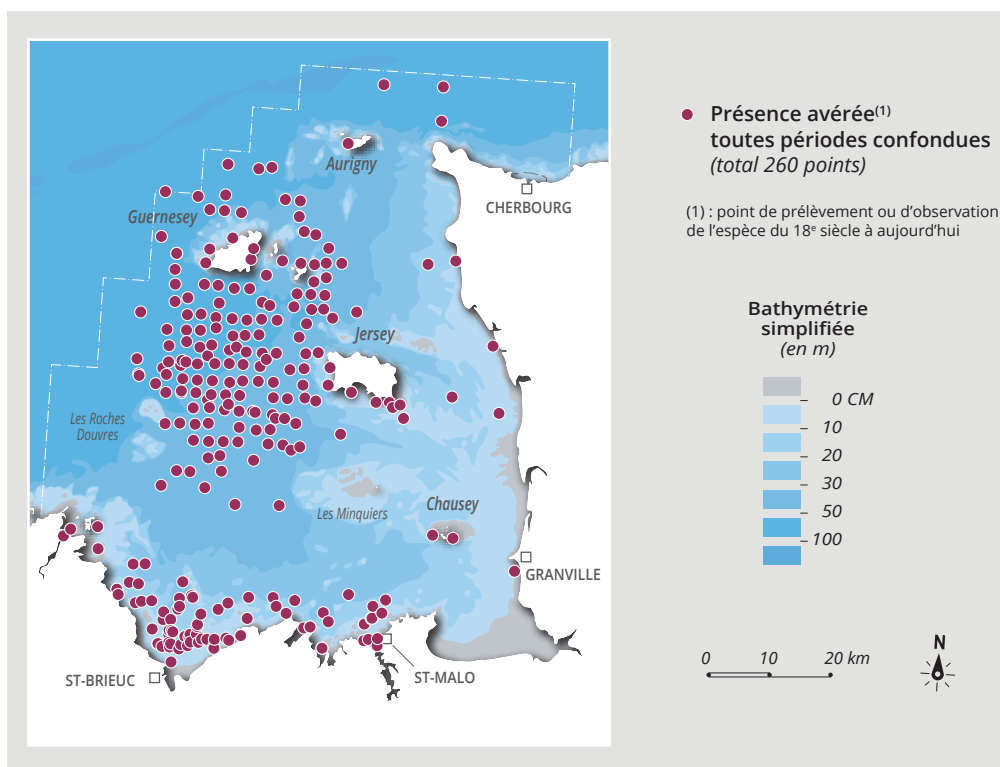 Aurigny
CHERBOURG
Guernesey
Jersey
Les Roches
Douvres
Les Minquiers
Chausey
GRANVILLE
ST-BRIEUC
ST-MALO
Présence avérée(1)
toutes périodes confondues
(total 260 points)
(1) : point de prélèvement ou d'observation
de l'espèce du 18e siècle à aujourd'hui
Bathymétrie
simplifiée
(en m)
0 CM
10
20
30
50
100
0 10 20 km
N